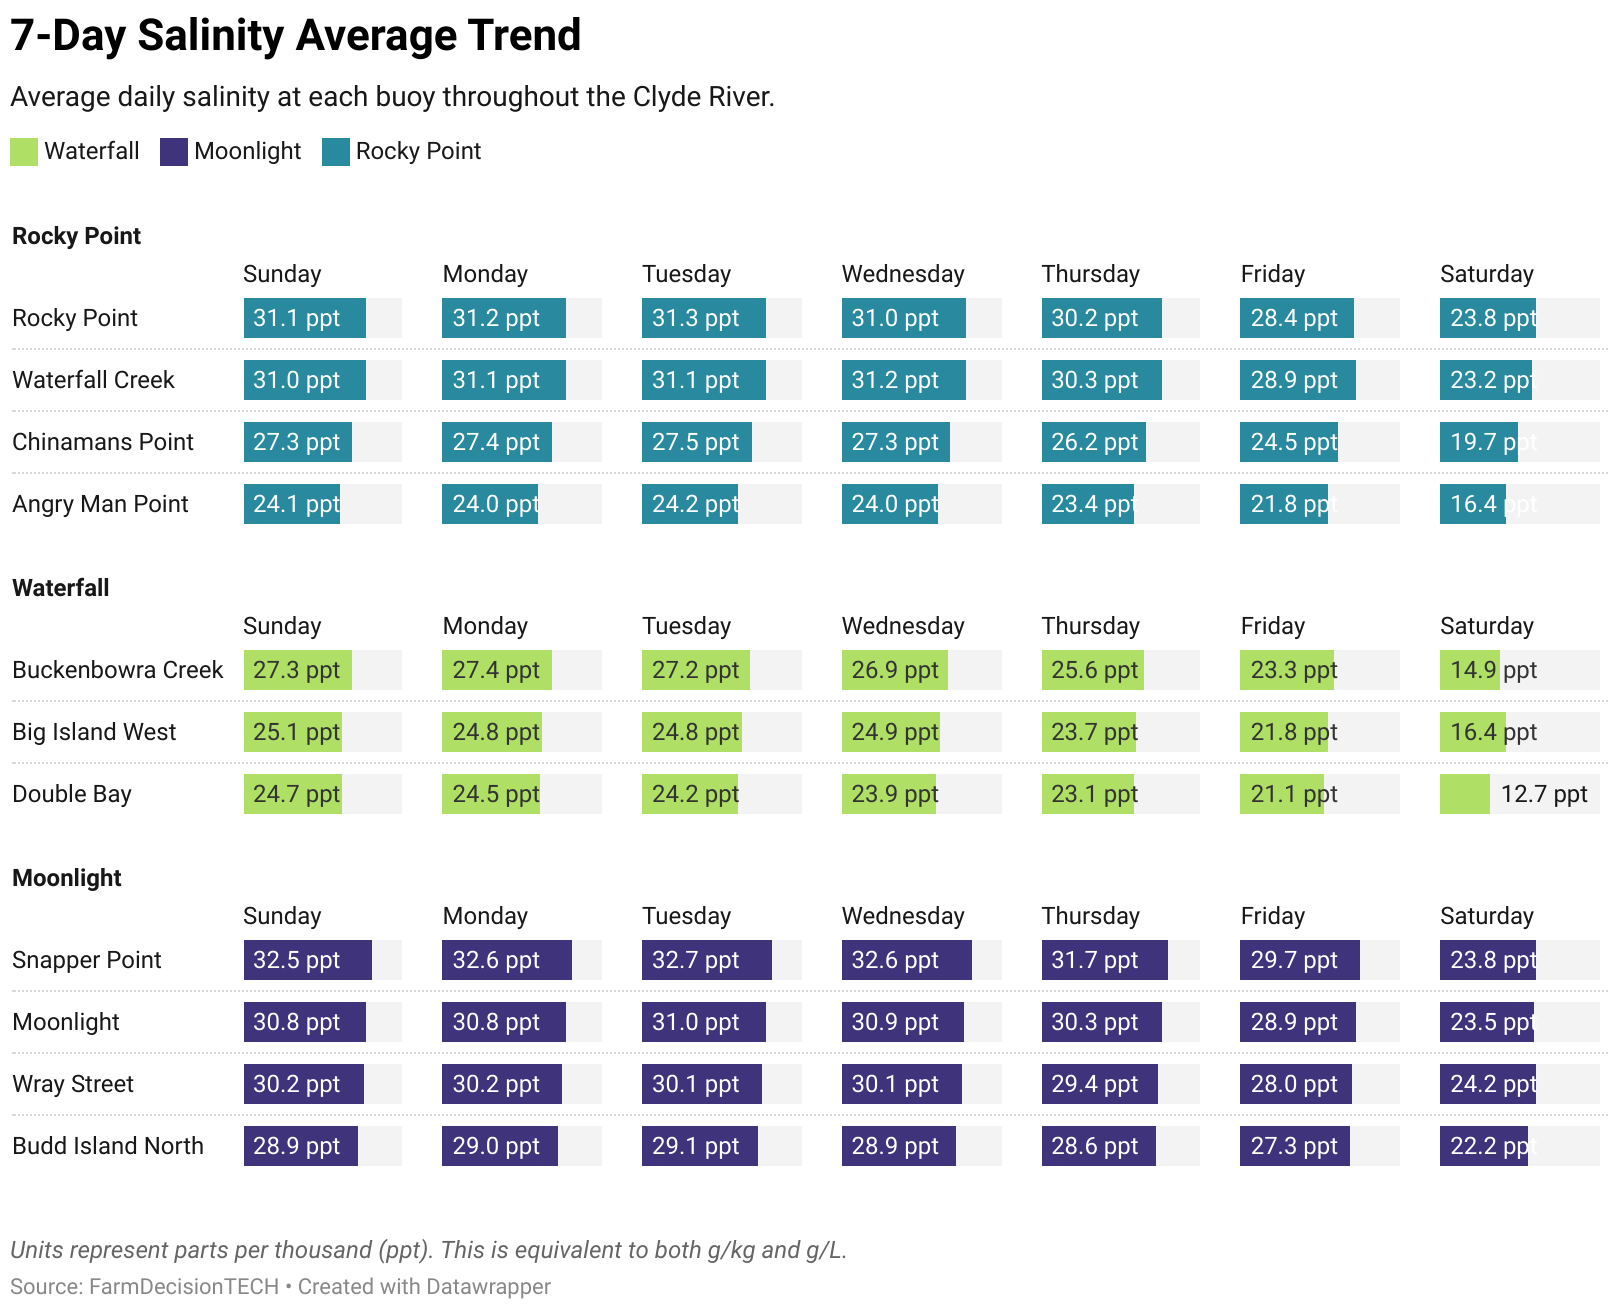 7-Day Salinity Average Trend
Average daily salinity at each buoy throughout the Clyde River.
Waterfall Moonlight Rocky Point
Rocky Point
Sunday Monday Tuesday Wednesday Thursday Friday Saturday
Rocky Point 31.1 ppt 31.2 ppt 31.3 ppt 31.0 ppt 30.2 ppt 28.4 ppt 23.8 ppt
Waterfall Creek 31.0 ppt 31.1 ppt 31.1 ppt 31.2 ppt 30.3 ppt 28.9 ppt 23.2 ppt
Chinamans Point 27.3 ppt 27.4 ppt 27.5 ppt 27.3 ppt 26.2 ppt 24.5 ppt 19.7 ppt
Angry Man Point 24.1 ppt 24.0 ppt 24.2 ppt 24.0 ppt 23.4 ppt 21.8 ppt 16.4 ppt
Waterfall
Sunday Monday Tuesday Wednesday Thursday Friday Saturday
Buckenbowra Creek 27.3 ppt 27.4 ppt 27.2 ppt 26.9 ppt 25.6 ppt 23.3 ppt 14.9 ppt
Big Island West 25.1 ppt 24.8 ppt 24.8 ppt 24.9 ppt 23.7 ppt 21.8 ppt 16.4 ppt
Double Bay 24.7 ppt 24.5 ppt 24.2 ppt 23.9 ppt 23.1 ppt 21.1 ppt 12.7 ppt
Moonlight
Sunday Monday Tuesday Wednesday Thursday Friday Saturday
Snapper Point 32.5 ppt 32.6 ppt 32.7 ppt 32.6 ppt 31.7 ppt 29.7 ppt 23.8 ppt
Moonlight 30.8 ppt 30.8 ppt 31.0 ppt 30.9 ppt 30.3 ppt 28.9 ppt 23.5 ppt
Wray Street 30.2 ppt 30.2 ppt 30.1 ppt 30.1 ppt 29.4 ppt 28.0 ppt 24.2 ppt
Budd Island North 28.9 ppt 29.0 ppt 29.1 ppt 28.9 ppt 28.6 ppt 27.3 ppt 22.2 ppt
Units represent parts per thousand (ppt). This is equivalent to both g/kg and g/L.
Source: FarmDecisionTECH • Created with Datawrapper